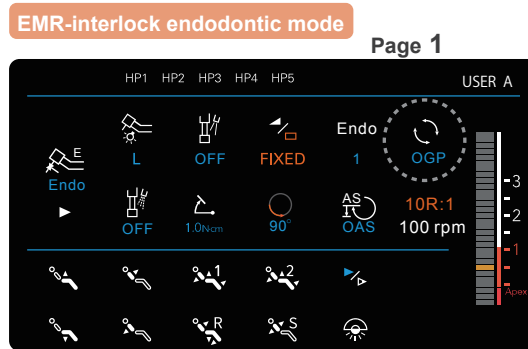 EMR-interlock endodontic mode
Page 1
HP1 HP2 HP3 HP4 HP5 USER A
E
Endo
L
OFF
FIXED
Endo
1
OGP
OFF
1.0Ncm
90°
AS
OAS
10R:1
100 rpm
3
2
1
Apex
1
2
R
S